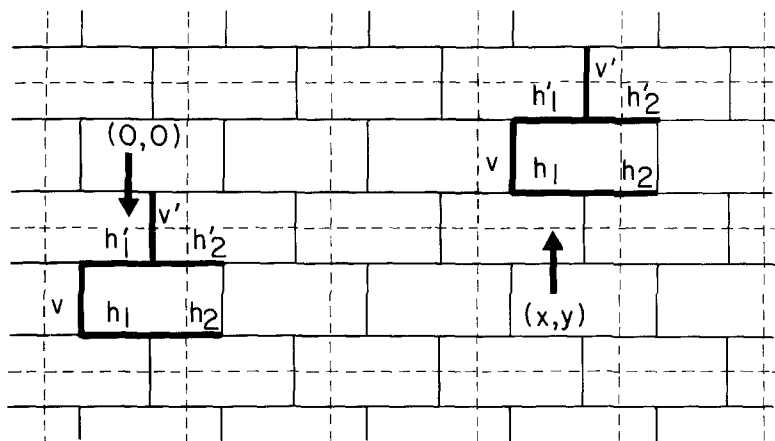 v′
h′₁ h′₂
(0,0)
v h₁ h₂
v′
h′₁ h′₂
v h₁ h₂
(x,y)